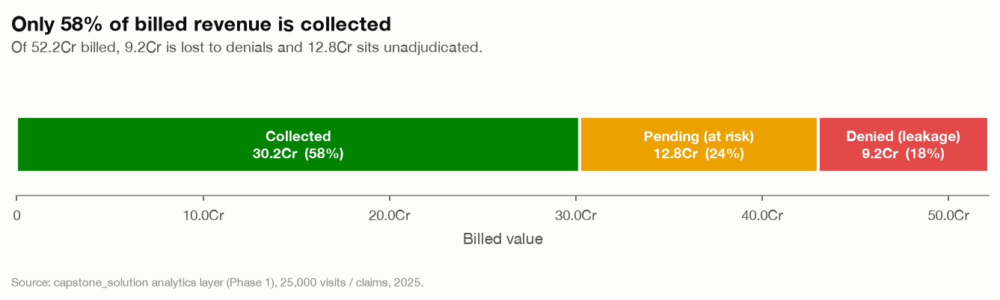 Only 58% of billed revenue is collected
Of 52.2Cr billed, 9.2Cr is lost to denials and 12.8Cr sits unadjudicated.
Collected
30.2Cr (58%)
Pending (at risk)
12.8Cr (24%)
Denied (leakage)
9.2Cr (18%)
0 10.0Cr 20.0Cr 30.0Cr 40.0Cr 50.0Cr
Billed value
Source: capstone_solution analytics layer (Phase 1), 25,000 visits / claims, 2025.